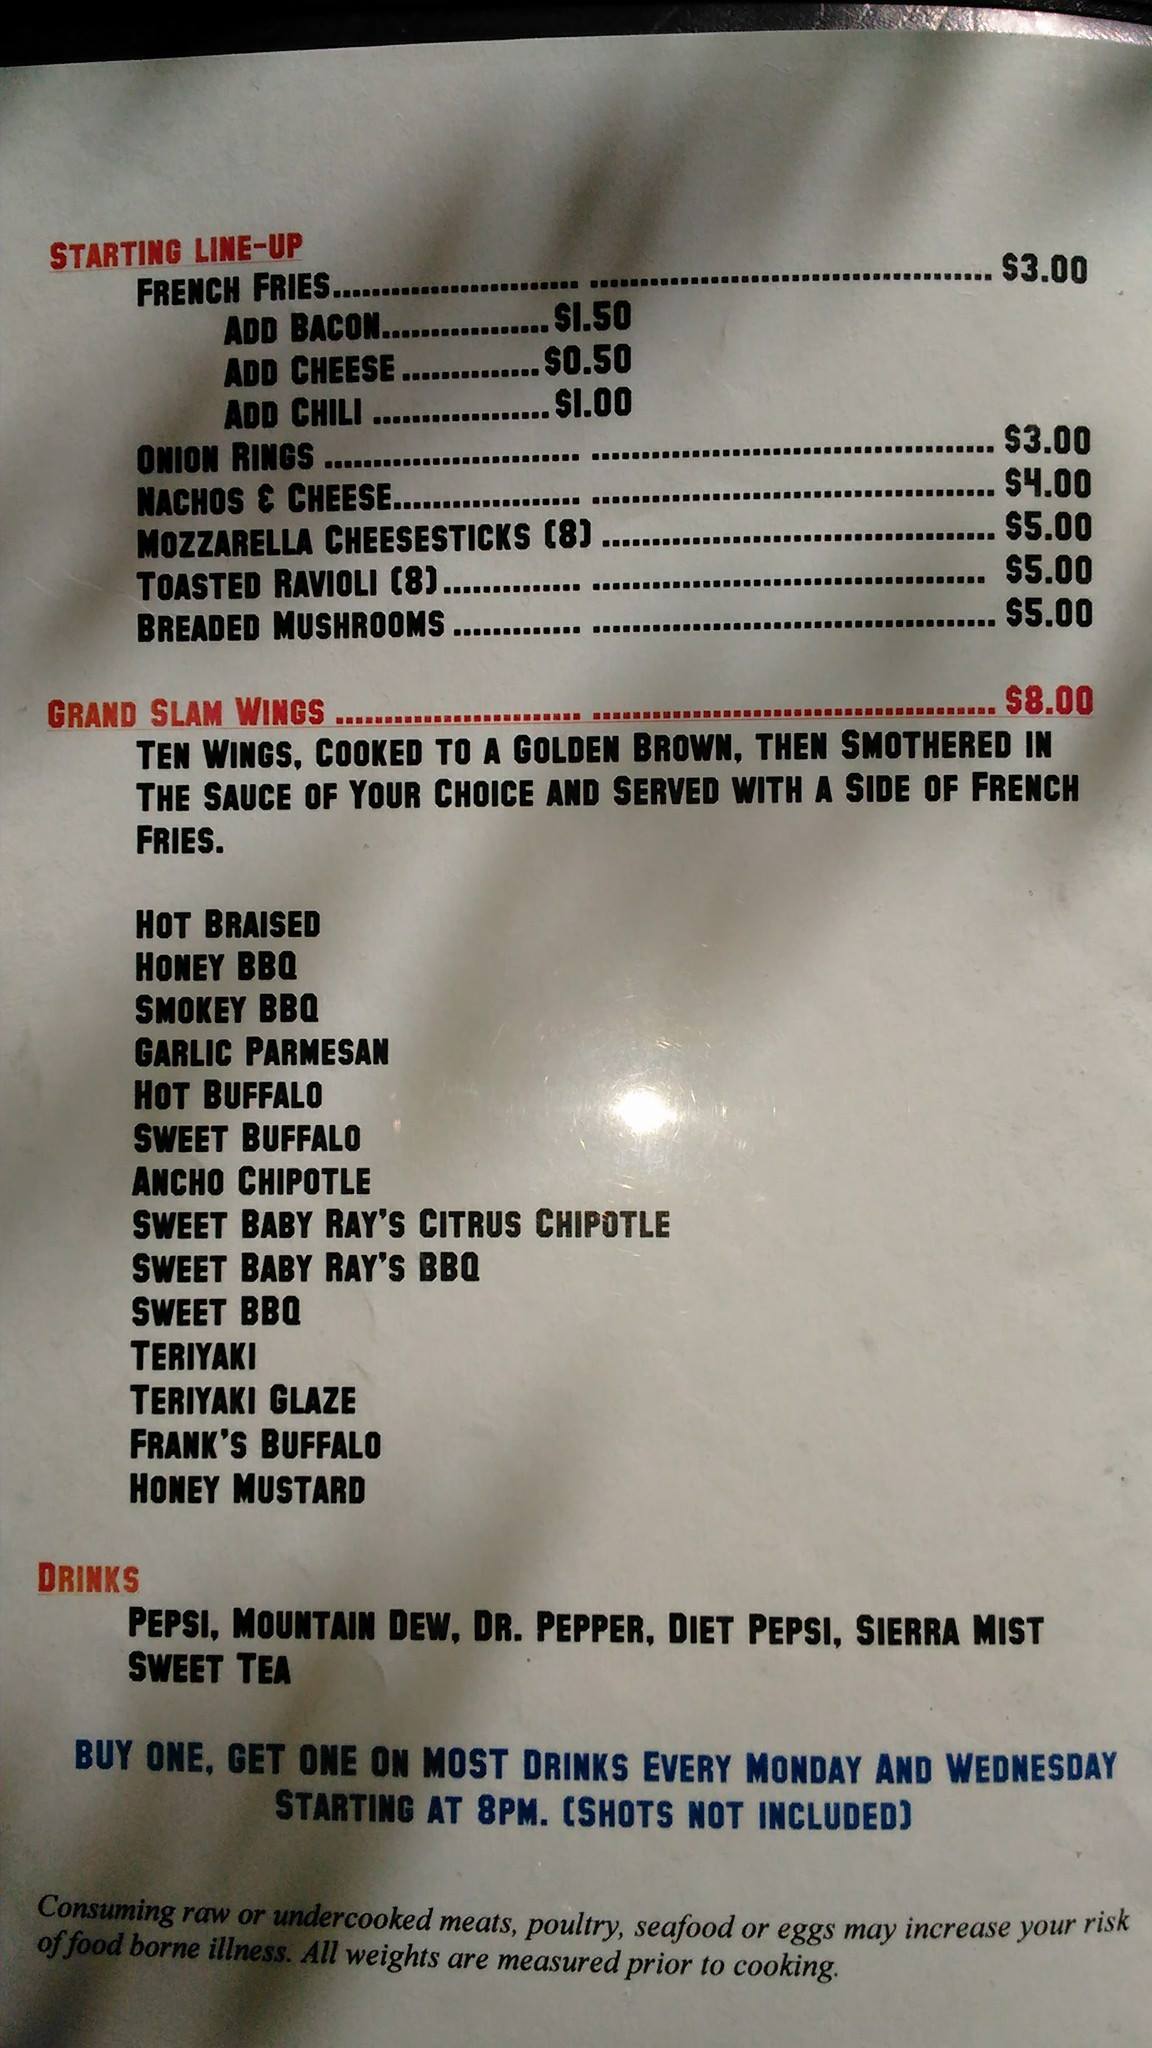 STARTING LINE-UP
FRENCH FRIES.......................... .......................................... $3.00
ADD BACON.................$1.50
ADD CHEESE ..............$0.50
ADD CHILI ..................$1.00
ONION RINGS .......................... .......................................... $3.00
NACHOS & CHEESE................... .......................................... $4.00
MOZZARELLA CHEESESTICKS (8) ......................................... $5.00
TOASTED RAVIOLI (8).............. ......................................... $5.00
BREADED MUSHROOMS ............. .......................................... $5.00
GRAND SLAM WINGS ......................... .......................................... $8.00
TEN WINGS, COOKED TO A GOLDEN BROWN, THEN SMOTHERED IN
THE SAUCE OF YOUR CHOICE AND SERVED WITH A SIDE OF FRENCH
FRIES.
HOT BRAISED
HONEY BBQ
SMOKEY BBQ
GARLIC PARMESAN
HOT BUFFALO
SWEET BUFFALO
ANCHO CHIPOTLE
SWEET BABY RAY'S CITRUS CHIPOTLE
SWEET BABY RAY'S BBQ
SWEET BBQ
TERIYAKI
TERIYAKI GLAZE
FRANK'S BUFFALO
HONEY MUSTARD
DRINKS
PEPSI, MOUNTAIN DEW, DR. PEPPER, DIET PEPSI, SIERRA MIST
SWEET TEA
BUY ONE, GET ONE ON MOST DRINKS EVERY MONDAY AND WEDNESDAY
STARTING AT 8PM. (SHOTS NOT INCLUDED)
Consuming raw or undercooked meats, poultry, seafood or eggs may increase your risk
of food borne illness. All weights are measured prior to cooking.